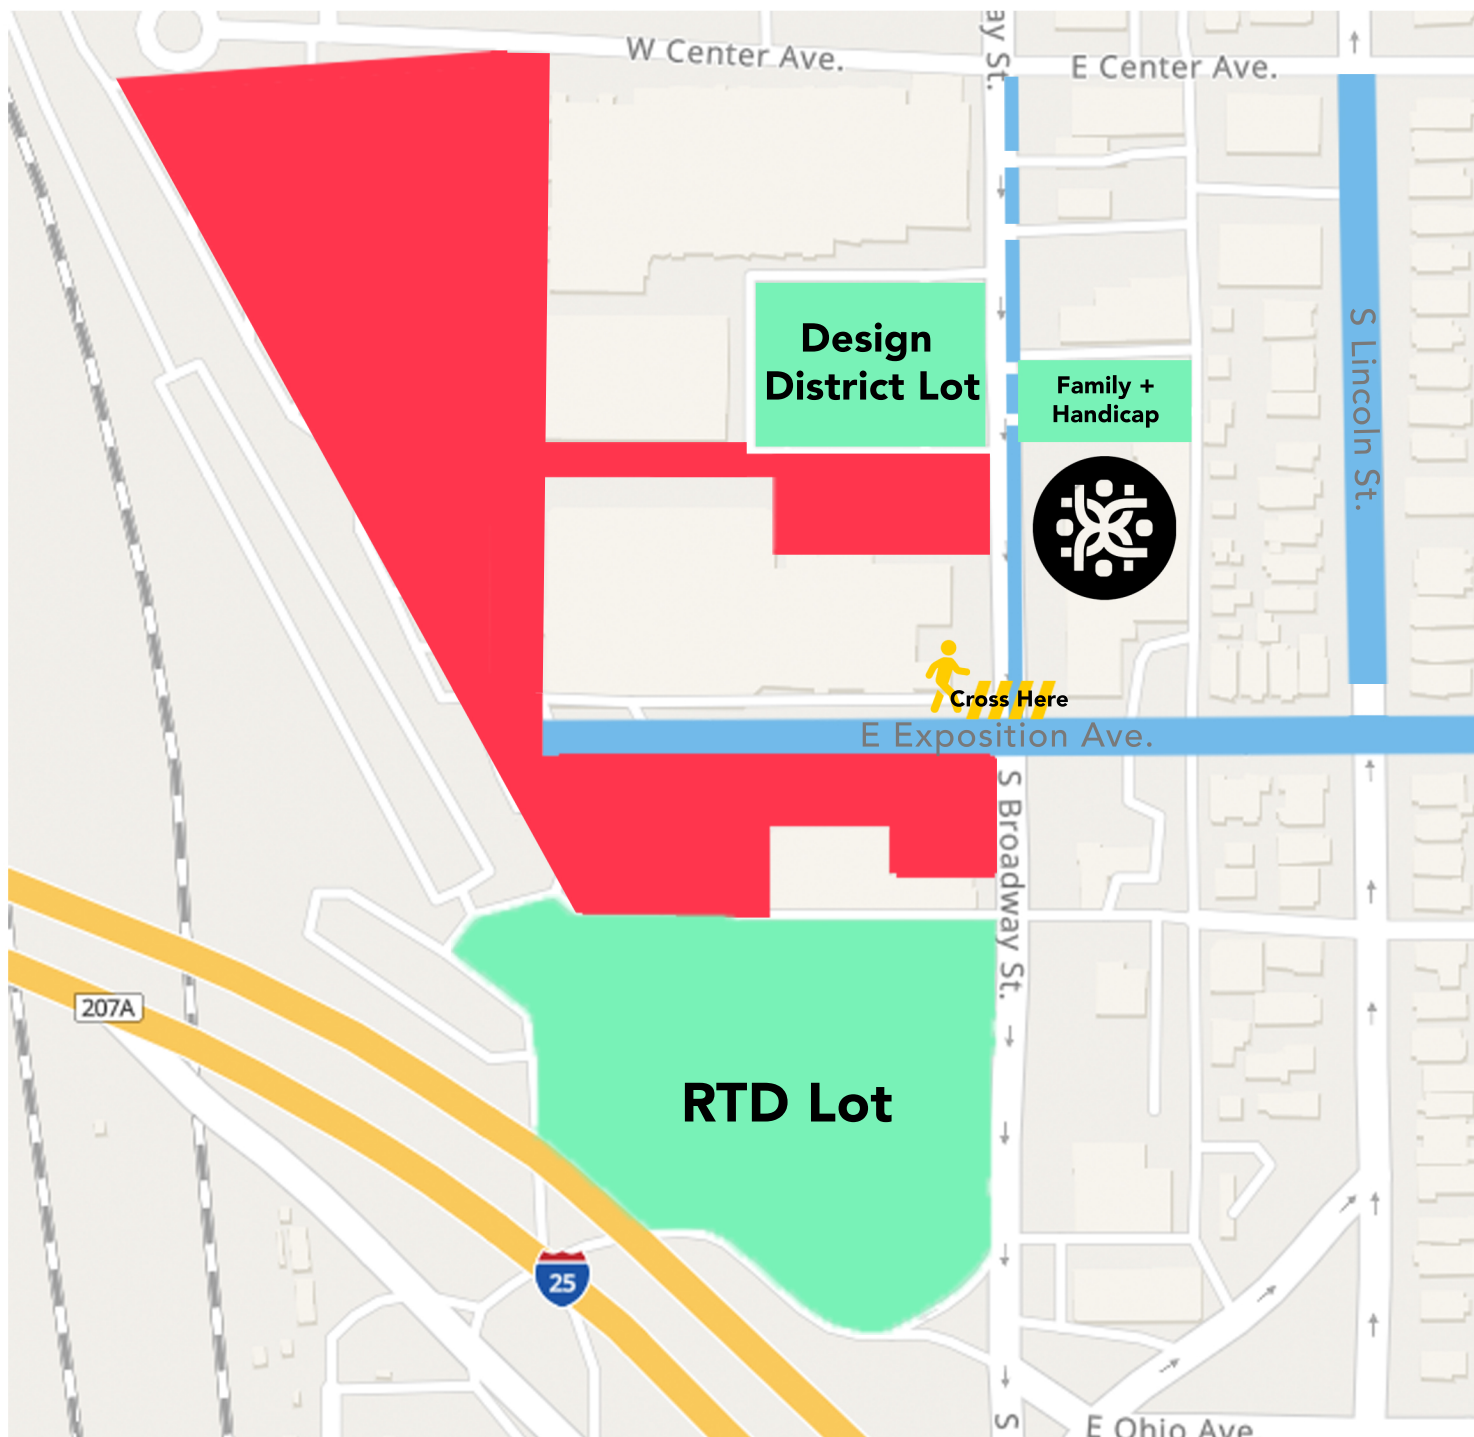 W Center Ave.
ay St.
E Center Ave.
Design
District Lot
Family +
Handicap
S Lincoln St.
Cross Here
E Exposition Ave.
S Broadway St.
207A
RTD Lot
25
S
E Ohio Ave